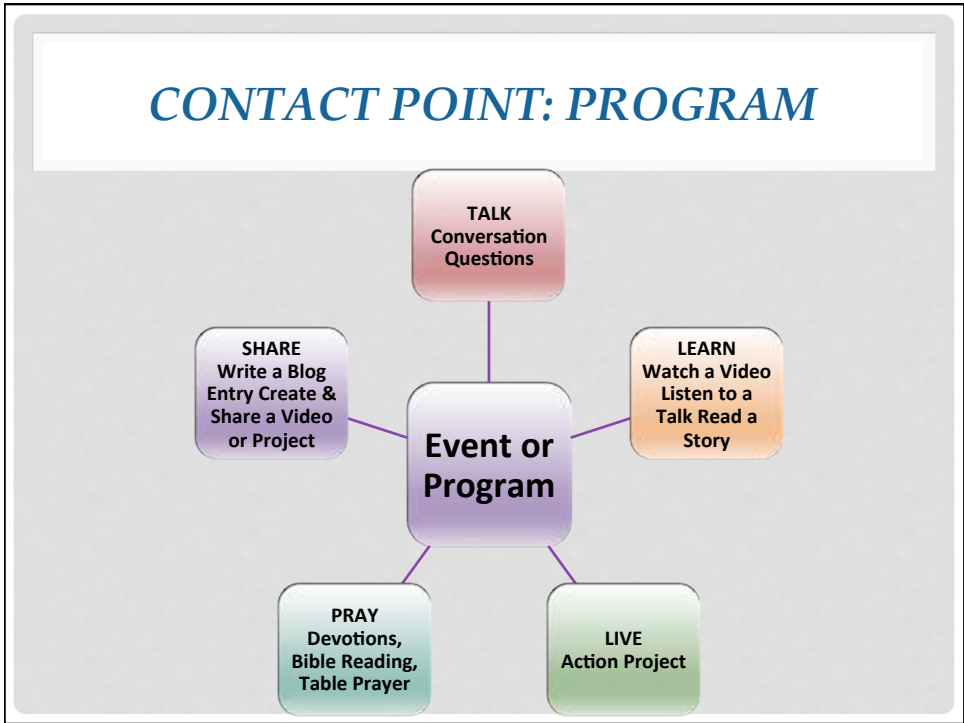 CONTACT POINT: PROGRAM
TALK
Conversation
Questions
SHARE
Write a Blog
Entry Create &
Share a Video
or Project
LEARN
Watch a Video
Listen to a
Talk Read a
Story
Event or
Program
PRAY
Devotions,
Bible Reading,
Table Prayer
LIVE
Action Project